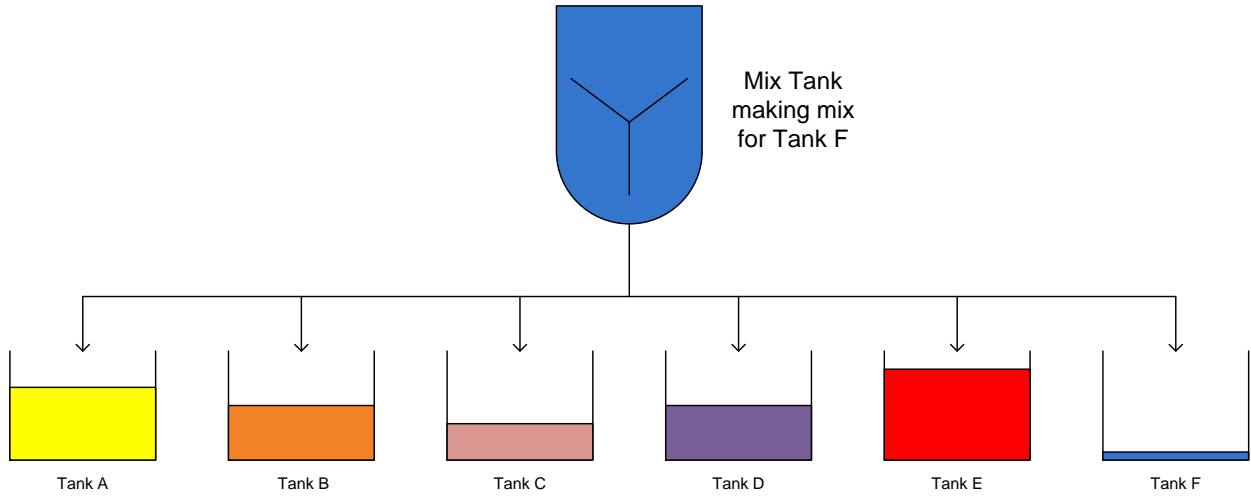 Mix Tank
making mix
for Tank F
Tank A
Tank B
Tank C
Tank D
Tank E
Tank F